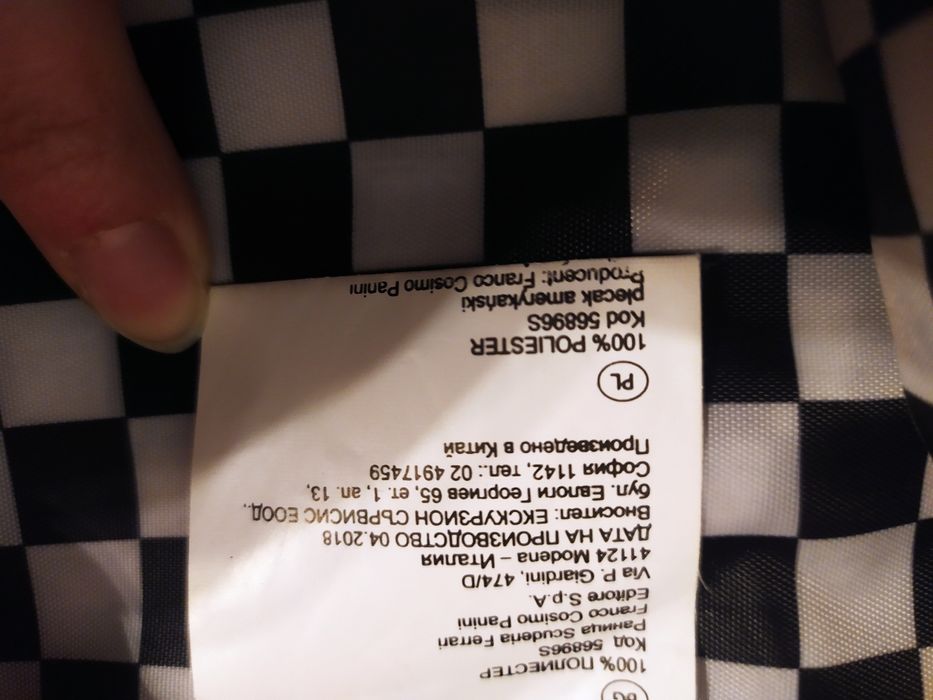 BG
100% ПОЛИЕСТЕР
Код 56896S
Раница Scuderia Ferrari
Franco Cosimo Panini
Editore S.p.A.
Via P. Giardini, 474/D
41124 Modena – Италия
ДАТА НА ПРОИЗВОДСТВО 04.2018
Вносител: ЕКСКУРЗИОН СЪРВИСИС ЕООД,
бул. Евлоги Георгиев 65, ет. 1, ап. 13,
София 1142, тел.: 02 4917459
Произведено в Китай
PL
100% POLIESTER
Kod 56896S
plecak amerykański
Producent: Franco Cosimo Panini